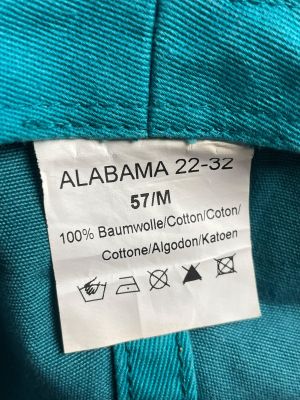 ALABAMA 22-32
57/M
100% Baumwolle/Cotton/Coton/
Cottone/Algodon/Katoen